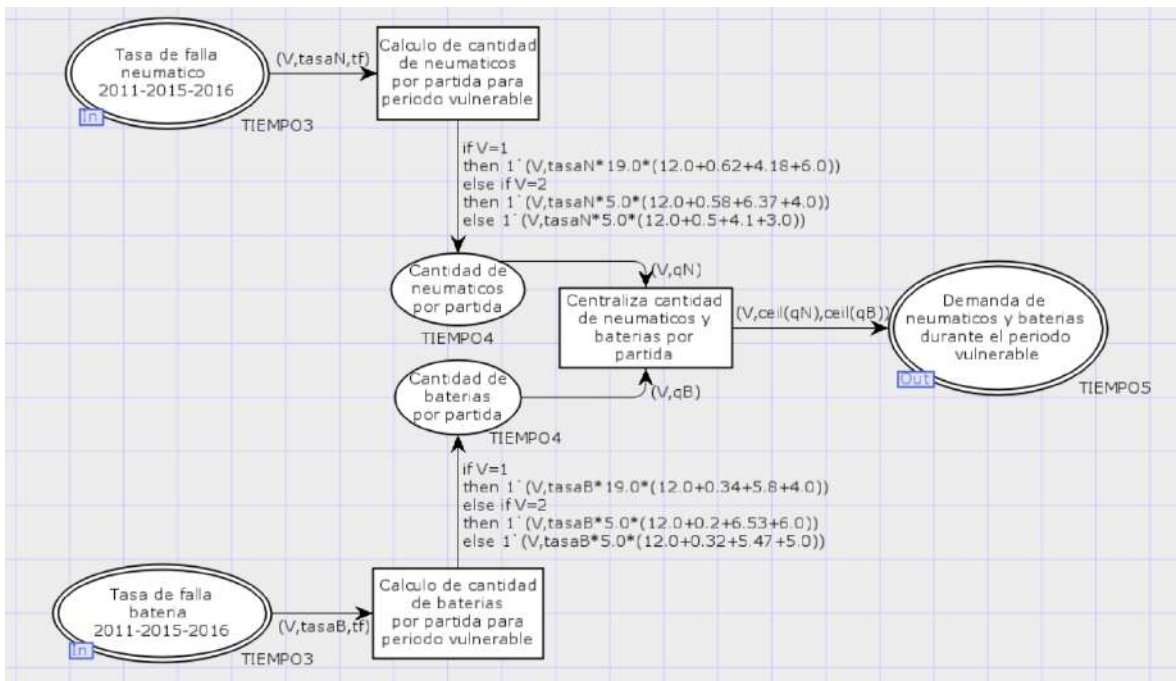 Tasa de falla
neumatico
2011-2015-2016
In
TIEMPO3
(V,tasaN,tf)
Calculo de cantidad
de neumaticos
por partida para
periodo vulnerable
if V=1
then 1`(V,tasaN*19.0*(12.0+0.62+4.18+6.0))
else if V=2
then 1`(V,tasaN*5.0*(12.0+0.58+6.37+4.0))
else 1`(V,tasaN*5.0*(12.0+0.5+4.1+3.0))
Cantidad de
neumaticos
por partida
TIEMPO4
(V,qN)
Centraliza cantidad
de neumaticos y
baterias por
partida
(V,ceil(qN),ceil(qB))
Demanda de
neumaticos y baterias
durante el periodo
vulnerable
Out
TIEMPO5
Cantidad de
baterias
por partida
TIEMPO4
(V,qB)
if V=1
then 1`(V,tasaB*19.0*(12.0+0.34+5.8+4.0))
else if V=2
then 1`(V,tasaB*5.0*(12.0+0.2+6.53+6.0))
else 1`(V,tasaB*5.0*(12.0+0.32+5.47+5.0))
Tasa de falla
bateria
2011-2015-2016
In
TIEMPO3
(V,tasaB,tf)
Calculo de cantidad
de baterias
por partida para
periodo vulnerable